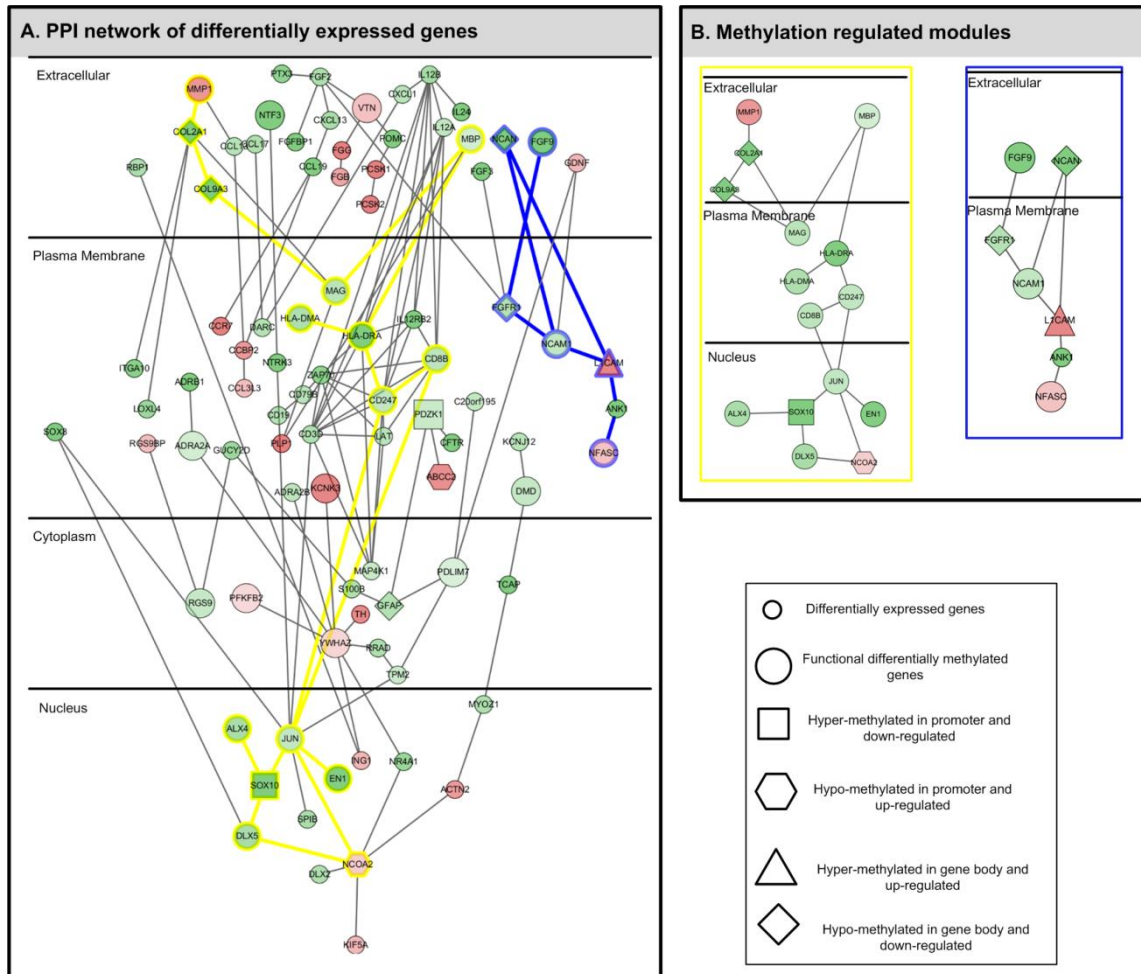 A. PPI network of differentially expressed genes
Extracellular
PTX3
FGF2
IL12B
MMP1
CXCL1
NTF3
VTN
IL24
CXCL13
IL12A
COL2A1
CCL17
FGFBP1
POMC
MBP
NCAN
FGF9
RBP1
CCL19
FGG
FGB
PCSK1
GDNF
COL9A3
PCSK2
Plasma Membrane
MAG
HLA-DMA
FGFR1
CCR7
DARC
HLA-DRA
IL12RB2
NCAM1
CCBP2
CD8B
L1CAM
ITGA10
ADRB1
NTRK3
ZAP70
CCL3L3
CD79B
CD247
C20orf195
LOXL4
CD19
PDZK1
ANK1
SOX8
RGS9BP
ADRA2A
GUCY2D
PLP1
CD3D
LAT
CFTR
KCNJ12
NFASC
ABCC2
ADRA2B
KCNK3
DMD
Cytoplasm
MAP4K1
PDLIM7
S100B
TCAP
RGS9
PFKFB2
GFAP
TH
YWHAZ
RRAD
TPM2
Nucleus
MYOZ1
ALX4
JUN
ING1
NR4A1
SOX10
EN1
ACTN2
SPIB
DLX5
NCOA2
DLX2
KIF5A
B. Methylation regulated modules
Extracellular
MMP1
MBP
COL2A1
COL9A3
Plasma Membrane
MAG
HLA-DRA
HLA-DMA
CD247
CD8B
Nucleus
JUN
ALX4
SOX10
EN1
DLX5
NCOA2
Extracellular
FGF9
NCAN
Plasma Membrane
FGFR1
NCAM1
L1CAM
ANK1
NFASC
Differentially expressed genes
Functional differentially methylated
genes
Hyper-methylated in promoter and
down-regulated
Hypo-methylated in promoter and
up-regulated
Hyper-methylated in gene body and
up-regulated
Hypo-methylated in gene body and
down-regulated